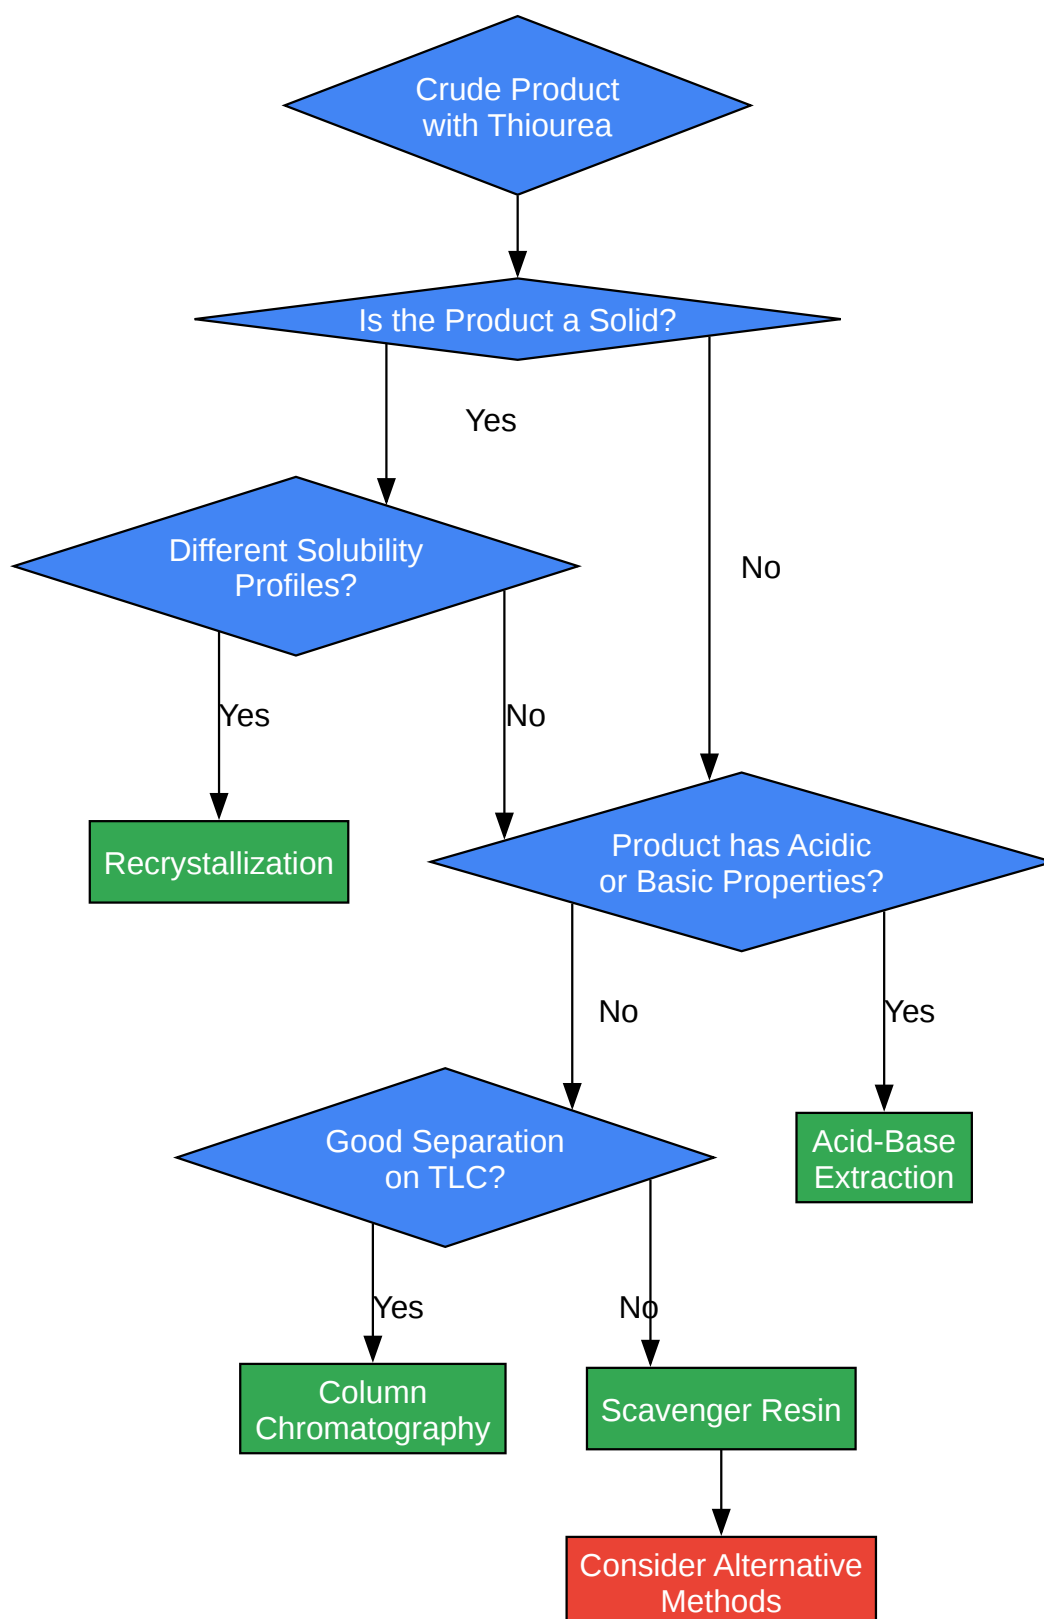 Crude Product
with Thiourea
Is the Product a Solid?
Yes
Different Solubility
Profiles?
No
Yes
No
Recrystallization
Product has Acidic
or Basic Properties?
No
Yes
Good Separation
on TLC?
Acid-Base
Extraction
Yes
No
Column
Chromatography
Scavenger Resin
Consider Alternative
Methods